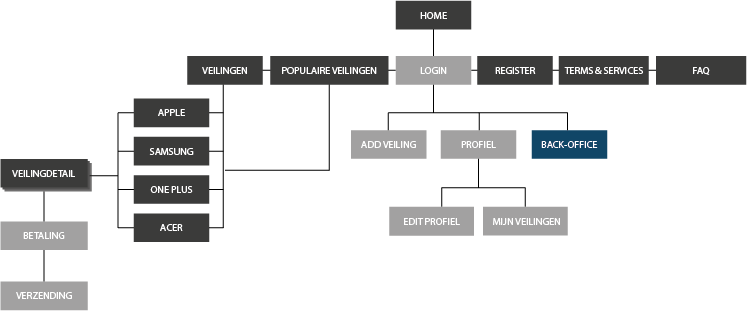 HOME
VEILINGEN
POPULAIRE VEILINGEN
LOGIN
REGISTER
TERMS & SERVICES
FAQ
APPLE
SAMSUNG
ONE PLUS
ACER
VEILINGDETAIL
BETALING
VERZENDING
ADD VEILING
PROFIEL
BACK-OFFICE
EDIT PROFIEL
MIJN VEILINGEN